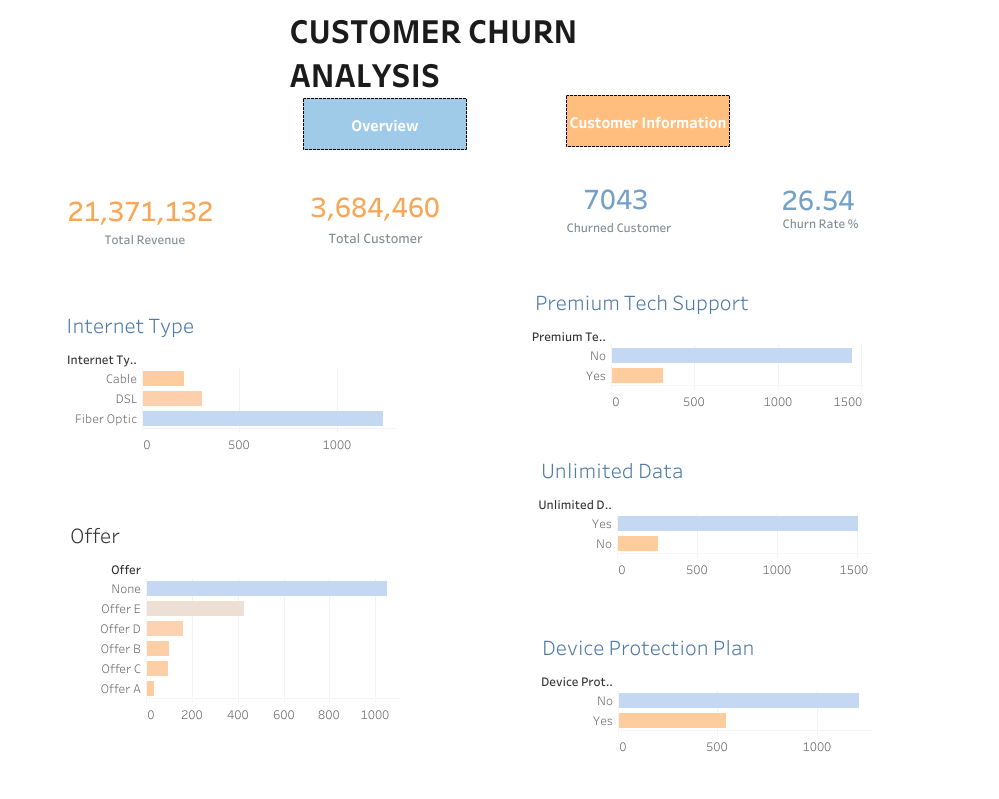 CUSTOMER CHURN
ANALYSIS
Overview
Customer Information
21,371,132
Total Revenue
3,684,460
Total Customer
7043
Churned Customer
26.54
Churn Rate %
Internet Type
Internet Ty..
Cable
DSL
Fiber Optic
0 500 1000
Offer
Offer
None
Offer E
Offer D
Offer B
Offer C
Offer A
0 200 400 600 800 1000
Premium Tech Support
Premium Te..
No
Yes
0 500 1000 1500
Unlimited Data
Unlimited D..
Yes
No
0 500 1000 1500
Device Protection Plan
Device Prot..
No
Yes
0 500 1000